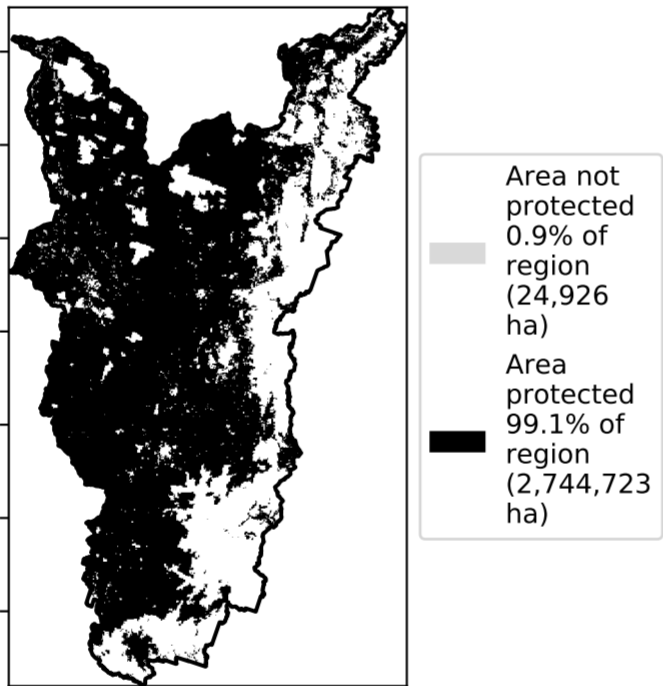 Area not
protected
0.9% of
region
(24,926
ha)
Area
protected
99.1% of
region
(2,744,723
ha)